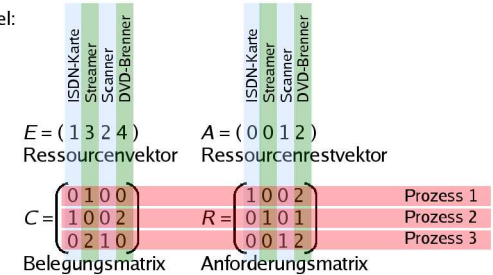 el:
ISDN-Karte
Streamer
Scanner
DVD-Brenner
ISDN-Karte
Streamer
Scanner
DVD-Brenner
E = ( 1 3 2 4 ) A = ( 0 0 1 2 )
Ressourcenvektor Ressourcenrestvektor
0 1 0 0 1 0 0 2 Prozess 1
C = 1 0 0 2 R = 0 1 0 1 Prozess 2
0 2 1 0 0 0 1 2 Prozess 3
Belegungsmatrix Anforderungsmatrix